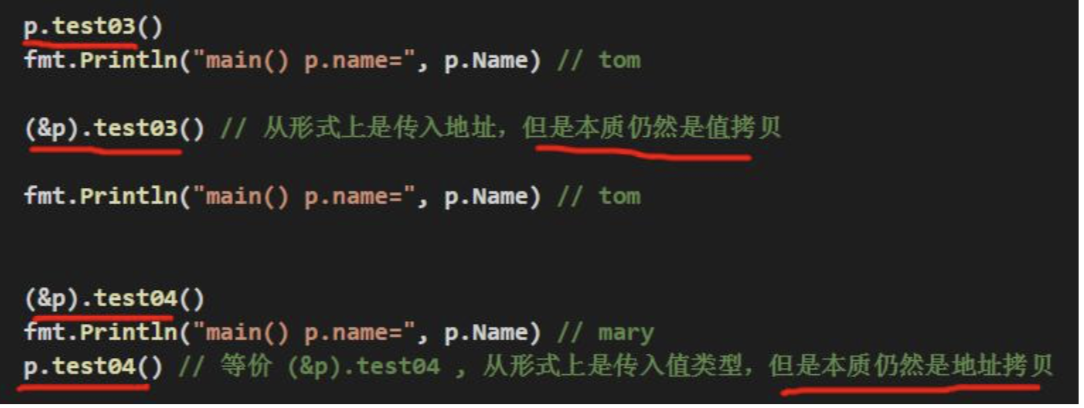 p.test03()
fmt.Println("main() p.name=", p.Name) // tom
(&p).test03() // 从形式上是传入地址，但是本质仍然是值拷贝
fmt.Println("main() p.name=", p.Name) // tom
(&p).test04()
fmt.Println("main() p.name=", p.Name) // mary
p.test04() // 等价 (&p).test04 , 从形式上是传入值类型，但是本质仍然是地址拷贝